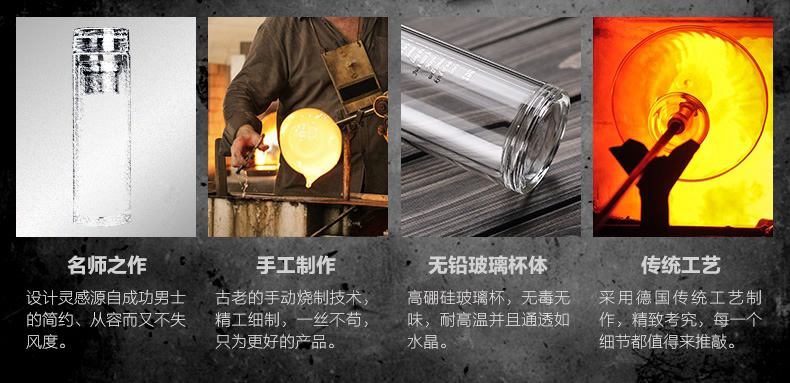 名师之作
设计灵感源自成功男士
的简约、从容而又不失
风度。
手工制作
古老的手动烧制技术，
精工细制，一丝不苟，
只为更好的产品。
无铅玻璃杯体
高硼硅玻璃杯，无毒无
味，耐高温并且通透如
水晶。
传统工艺
采用德国传统工艺制
作，精致考究，每一个
细节都值得来推敲。